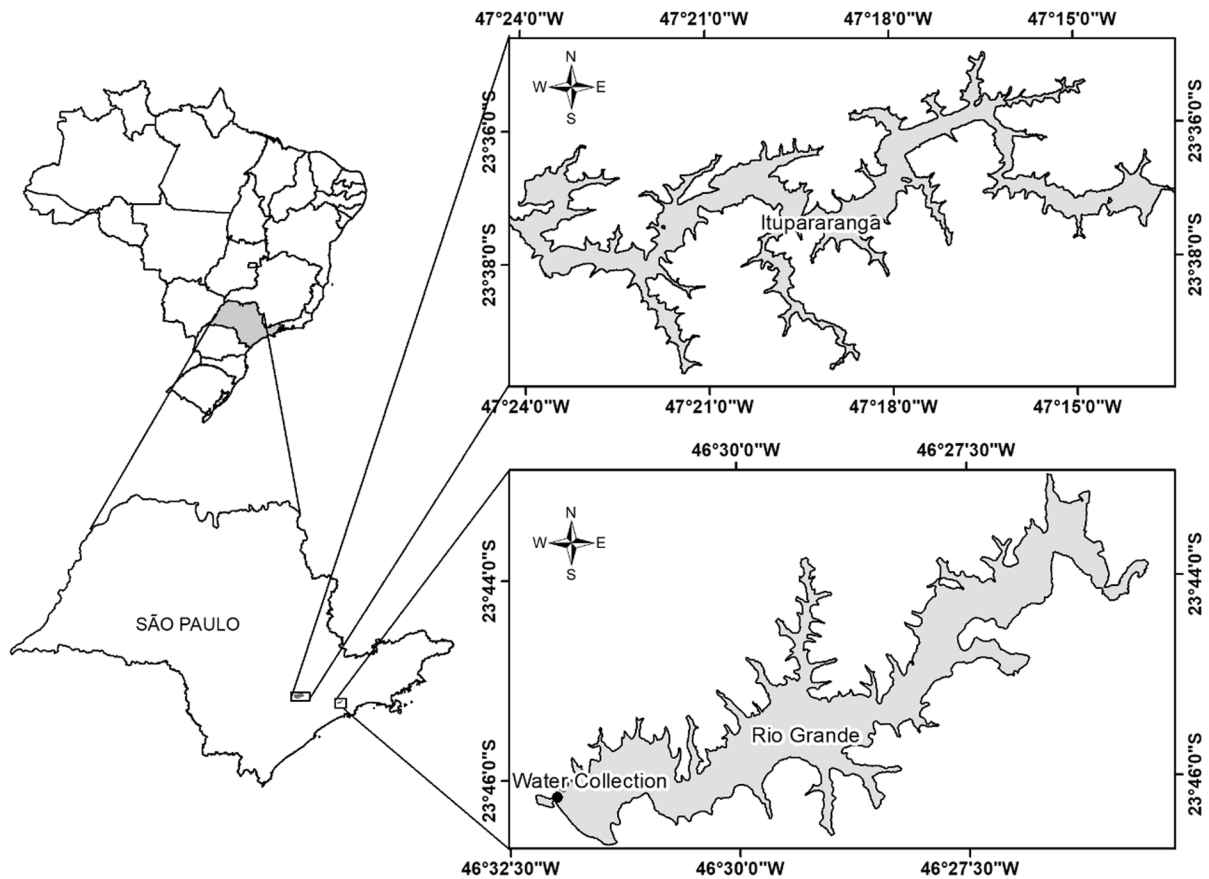 47°24'0"W 47°21'0"W 47°18'0"W 47°15'0"W
N
W E
S
23°36'0"S
23°36'0"S
Itupararanga
23°38'0"S
23°38'0"S
47°24'0"W 47°21'0"W 47°18'0"W 47°15'0"W
46°30'0"W 46°27'30"W
N
W E
S
23°44'0"S
23°44'0"S
SÃO PAULO
Rio Grande
Water Collection
23°46'0"S
23°46'0"S
46°32'30"W 46°30'0"W 46°27'30"W